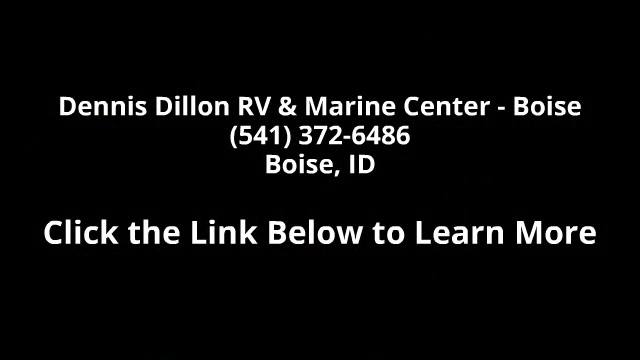 Dennis Dillon RV & Marine Center - Boise
(541) 372-6486
Boise, ID
Click the Link Below to Learn More